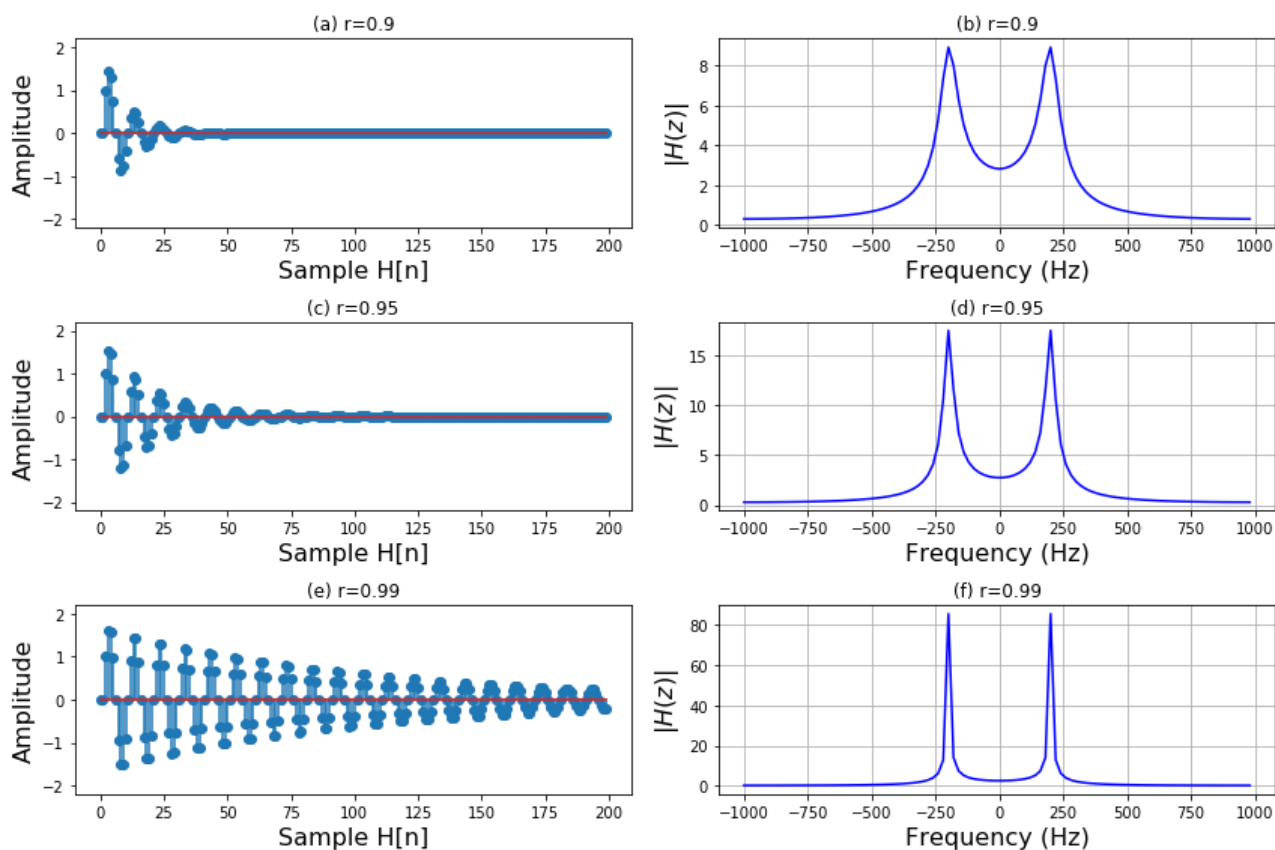 (a) r=0.9
2
1
0
−1
−2
Amplitude
0 25 50 75 100 125 150 175 200
Sample H[n]
(b) r=0.9
8
6
4
2
0
|H(z)|
−1000 −750 −500 −250 0 250 500 750 1000
Frequency (Hz)
(c) r=0.95
2
1
0
−1
−2
Amplitude
0 25 50 75 100 125 150 175 200
Sample H[n]
(d) r=0.95
15
10
5
0
|H(z)|
−1000 −750 −500 −250 0 250 500 750 1000
Frequency (Hz)
(e) r=0.99
2
1
0
−1
−2
Amplitude
0 25 50 75 100 125 150 175 200
Sample H[n]
(f) r=0.99
80
60
40
20
0
|H(z)|
−1000 −750 −500 −250 0 250 500 750 1000
Frequency (Hz)